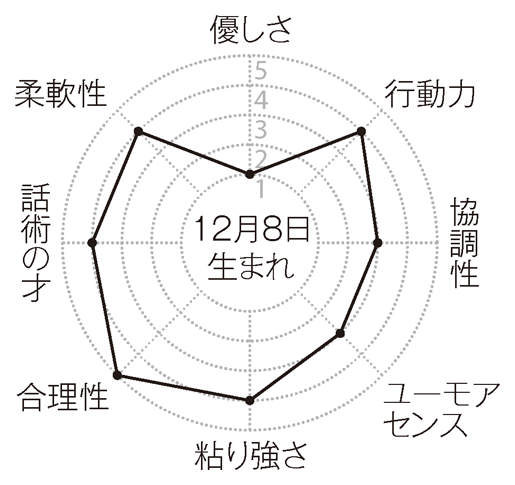 優しさ
行動力
協調性
ユーモア
センス
粘り強さ
合理性
話術の才
柔軟性
5
4
3
2
1
12月8日
生まれ